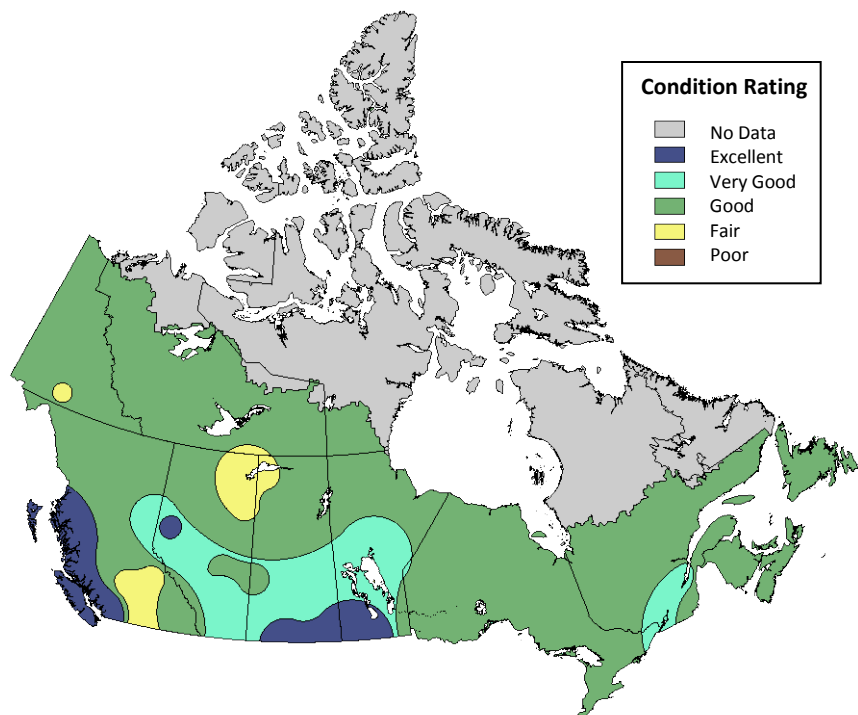 Condition Rating
No Data
Excellent
Very Good
Good
Fair
Poor